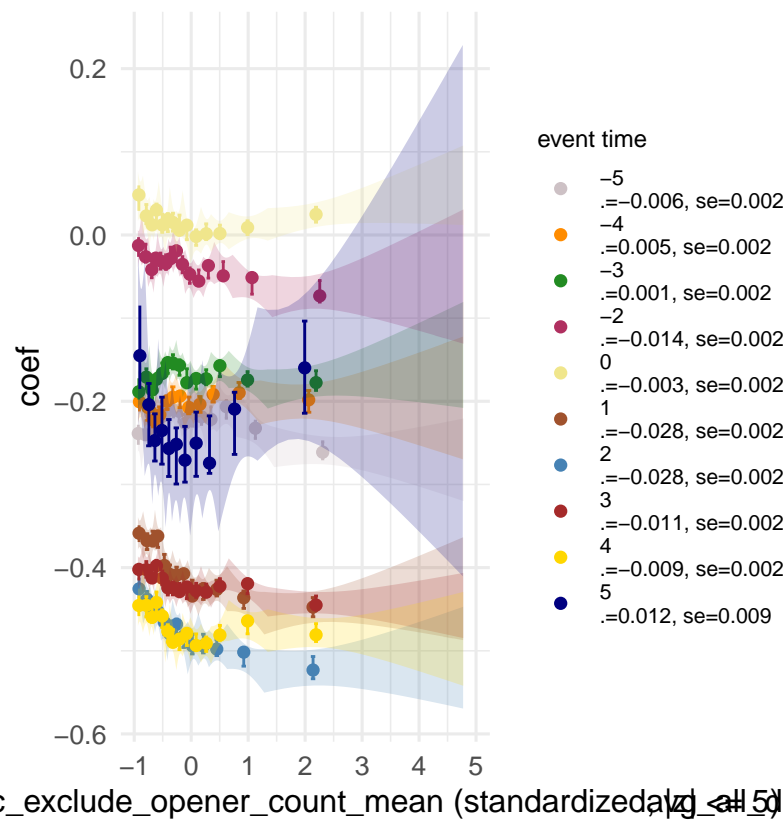 0.2
0.0
−0.2
−0.4
−0.6
coef
−1 0 1 2 3 4 5
c_exclude_opener_count_mean (standardized,
event time
−5
.=−0.006, se=0.002
−4
.=0.005, se=0.002
−3
.=0.001, se=0.002
−2
.=−0.014, se=0.002
0
.=−0.003, se=0.002
1
.=−0.028, se=0.002
2
.=−0.028, se=0.002
3
.=−0.011, se=0.002
4
.=−0.009, se=0.002
5
.=0.012, se=0.009